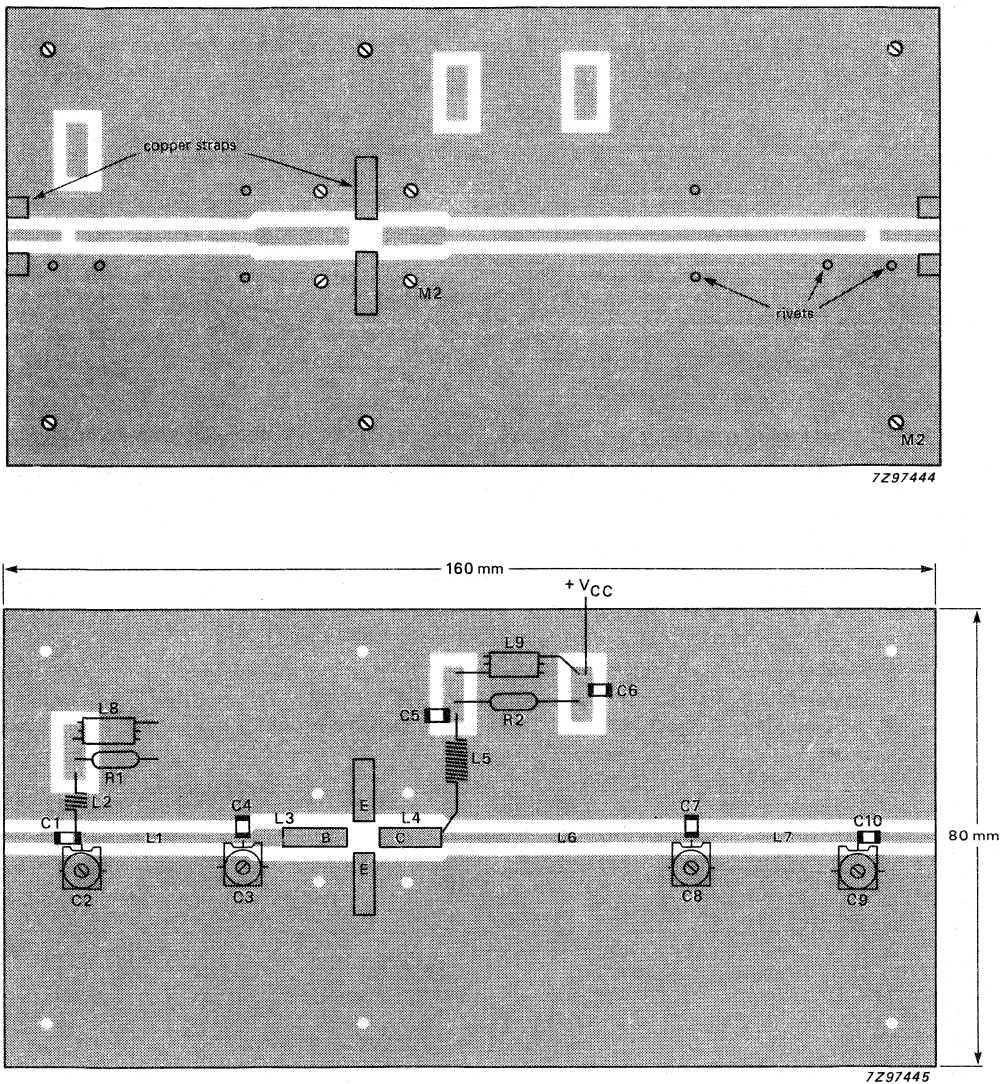 copper straps
M2
rivets
M2
7Z97444
160 mm
+ VCC
L9
L8
C6
C5
R2
R1
L5
L2
E
C4
C7
C1
L3
L4
C10
L1
B
C
L6
L7
80 mm
E
C2
C3
C8
C9
7Z97445